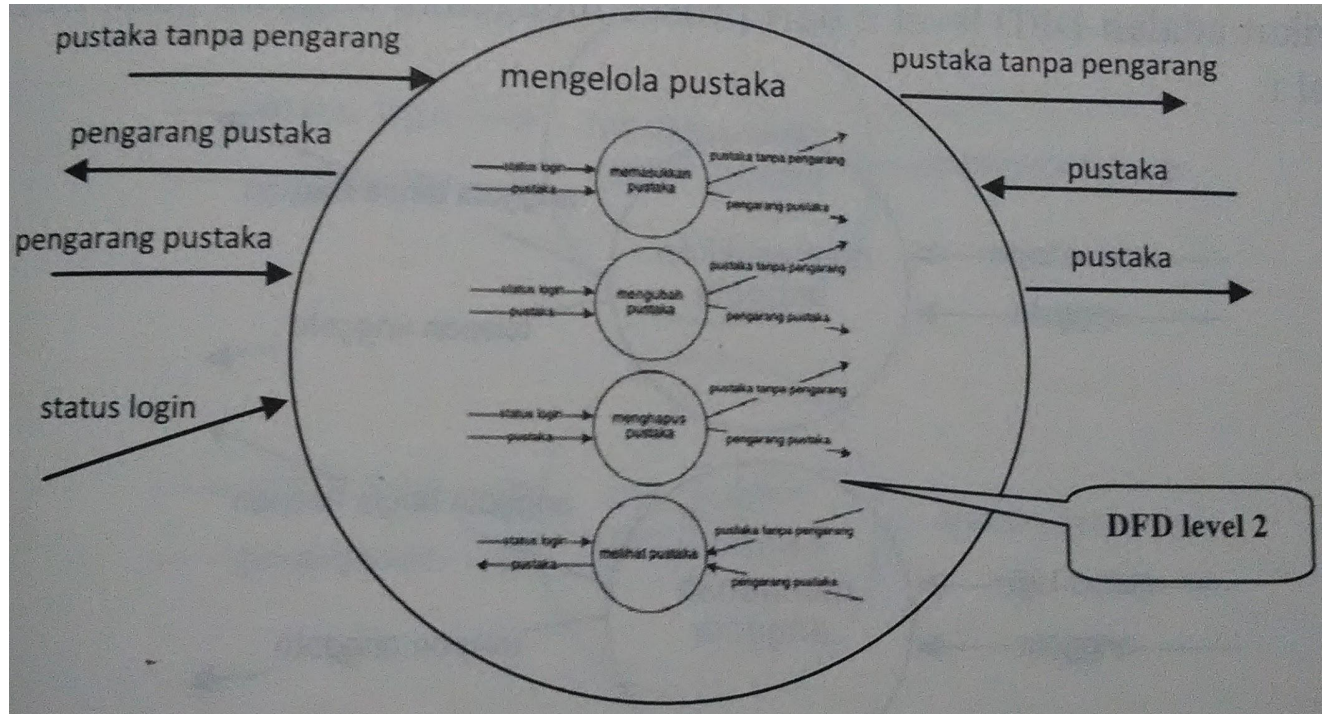 pustaka tanpa pengarang
pengarang pustaka
pengarang pustaka
status login
mengelola pustaka
pustaka tanpa pengarang
pustaka
pustaka
status login
pustaka
memasukkan
pustaka
pustaka tanpa pengarang
pengarang pustaka
status login
pustaka
mengubah
pustaka
pustaka tanpa pengarang
pengarang pustaka
status login
pustaka
menghapus
pustaka
pustaka tanpa pengarang
pengarang pustaka
status login
pustaka
melihat pustaka
pustaka tanpa pengarang
pengarang pustaka
DFD level 2